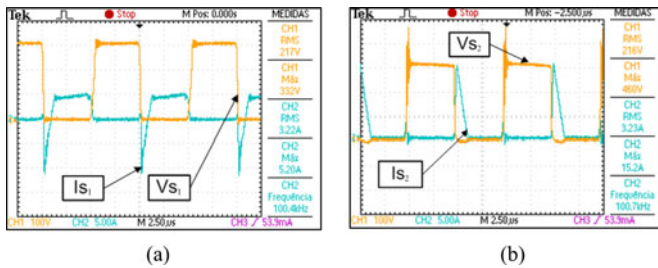 Tek
Stop
M Pos: 0.000s
MEDIDAS
CH1
RMS
217V
CH1
Máx
332V
CH2
RMS
3.22A
CH2
Máx
5.20A
CH2
Frequência
100.4kHz
Is1
Vs1
CH1 100V
CH2 5.00A
M 2.50µs
CH3 / 53.9mA
(a)
Tek
Stop
M Pos: -2.500µs
MEDIDAS
CH1
RMS
216V
CH1
Máx
460V
CH2
RMS
3.23A
CH2
Máx
15.2A
CH2
Frequência
100.7kHz
Vs2
Is2
CH1 100V
CH2 5.00A
M 2.50µs
CH3 / 53.9mA
(b)